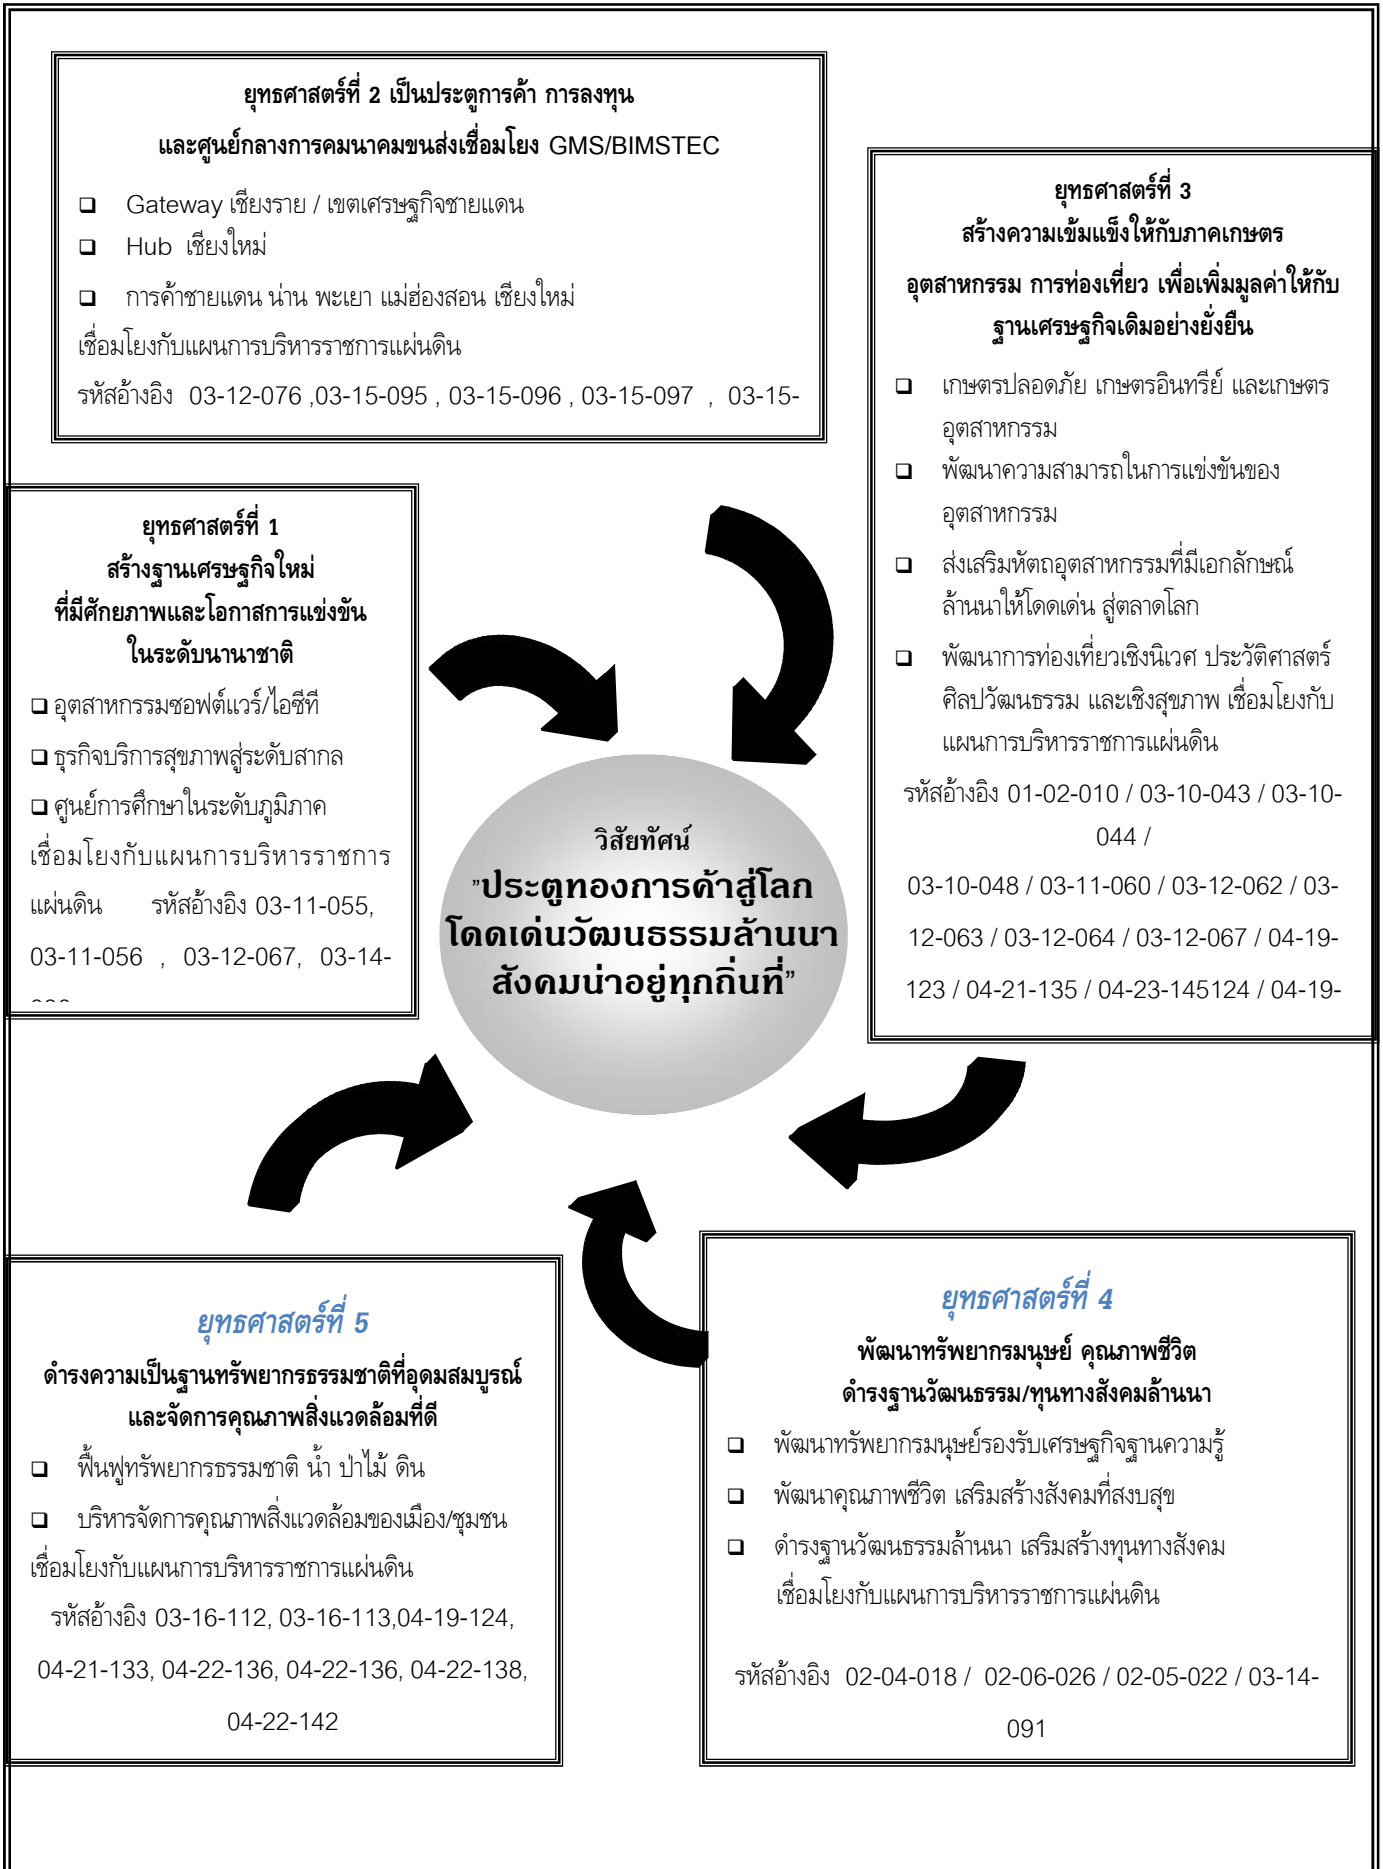 ยุทธศาสตร์ที่ 2 เป็นประตูการค้า การลงทุน
และศูนย์กลางการคมนาคมขนส่งเชื่อมโยง GMS/BIMSTEC
❑ Gateway เชียงราย / เขตเศรษฐกิจชายแดน
❑ Hub เชียงใหม่
❑ การค้าชายแดน น่าน พะเยา แม่ฮ่องสอน เชียงใหม่
เชื่อมโยงกับแผนการบริหารราชการแผ่นดิน
รหัสอ้างอิง 03-12-076 ,03-15-095 , 03-15-096 , 03-15-097 , 03-15-
ยุทธศาสตร์ที่ 3
สร้างความเข้มแข็งให้กับภาคเกษตร
อุตสาหกรรม การท่องเที่ยว เพื่อเพิ่มมูลค่าให้กับ
ฐานเศรษฐกิจเดิมอย่างยั่งยืน
❑ เกษตรปลอดภัย เกษตรอินทรีย์ และเกษตร
อุตสาหกรรม
❑ พัฒนาความสามารถในการแข่งขันของ
อุตสาหกรรม
❑ ส่งเสริมหัตถอุตสาหกรรมที่มีเอกลักษณ์
ล้านนาให้โดดเด่น สู่ตลาดโลก
❑ พัฒนาการท่องเที่ยวเชิงนิเวศ ประวัติศาสตร์
ศิลปวัฒนธรรม และเชิงสุขภาพ เชื่อมโยงกับ
แผนการบริหารราชการแผ่นดิน
รหัสอ้างอิง 01-02-010 / 03-10-043 / 03-10-
044 /
03-10-048 / 03-11-060 / 03-12-062 / 03-
12-063 / 03-12-064 / 03-12-067 / 04-19-
123 / 04-21-135 / 04-23-145124 / 04-19-
ยุทธศาสตร์ที่ 1
สร้างฐานเศรษฐกิจใหม่
ที่มีศักยภาพและโอกาสการแข่งขัน
ในระดับนานาชาติ
❑ อุตสาหกรรมซอฟต์แวร์/ไอซีที
❑ ธุรกิจบริการสุขภาพสู่ระดับสากล
❑ ศูนย์การศึกษาในระดับภูมิภาค
เชื่อมโยงกับแผนการบริหารราชการ
แผ่นดิน รหัสอ้างอิง 03-11-055,
03-11-056 , 03-12-067, 03-14-
วิสัยทัศน์
”ประตูทองการค้าสู่โลก
โดดเด่นวัฒนธรรมล้านนา
สังคมน่าอยู่ทุกถิ่นที่”
ยุทธศาสตร์ที่ 5
ดำรงความเป็นฐานทรัพยากรธรรมชาติที่อุดมสมบูรณ์
และจัดการคุณภาพสิ่งแวดล้อมที่ดี
❑ ฟื้นฟูทรัพยากรธรรมชาติ น้ำ ป่าไม้ ดิน
❑ บริหารจัดการคุณภาพสิ่งแวดล้อมของเมือง/ชุมชน
เชื่อมโยงกับแผนการบริหารราชการแผ่นดิน
รหัสอ้างอิง 03-16-112, 03-16-113,04-19-124,
04-21-133, 04-22-136, 04-22-136, 04-22-138,
04-22-142
ยุทธศาสตร์ที่ 4
พัฒนาทรัพยากรมนุษย์ คุณภาพชีวิต
ดำรงฐานวัฒนธรรม/ทุนทางสังคมล้านนา
❑ พัฒนาทรัพยากรมนุษย์รองรับเศรษฐกิจฐานความรู้
❑ พัฒนาคุณภาพชีวิต เสริมสร้างสังคมที่สงบสุข
❑ ดำรงฐานวัฒนธรรมล้านนา เสริมสร้างทุนทางสังคม
เชื่อมโยงกับแผนการบริหารราชการแผ่นดิน
รหัสอ้างอิง 02-04-018 / 02-06-026 / 02-05-022 / 03-14-
091